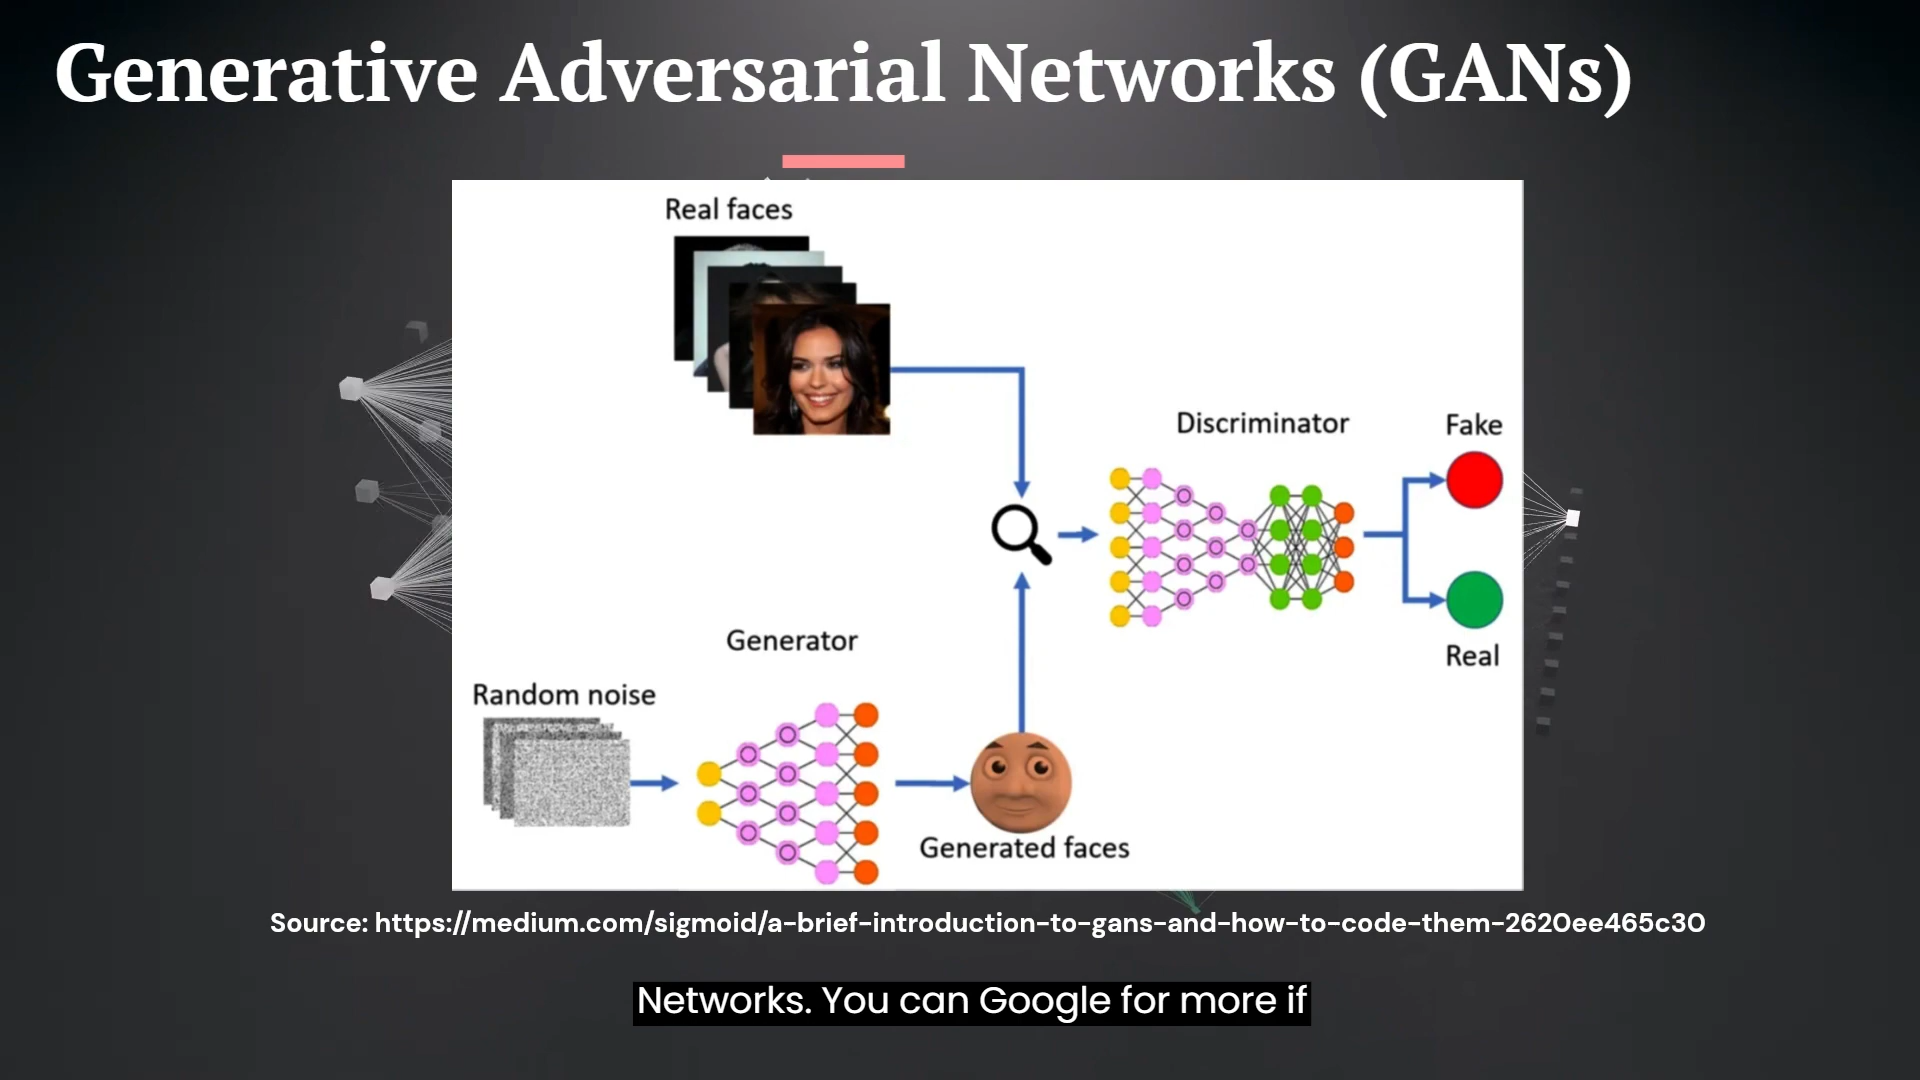 Generative Adversarial Networks (GANs)
Real faces
Discriminator
Fake
Real
Generator
Random noise
Generated faces
Source: https://medium.com/sigmoid/a-brief-introduction-to-gans-and-how-to-code-them-2620ee465c30
Networks. You can Google for more if